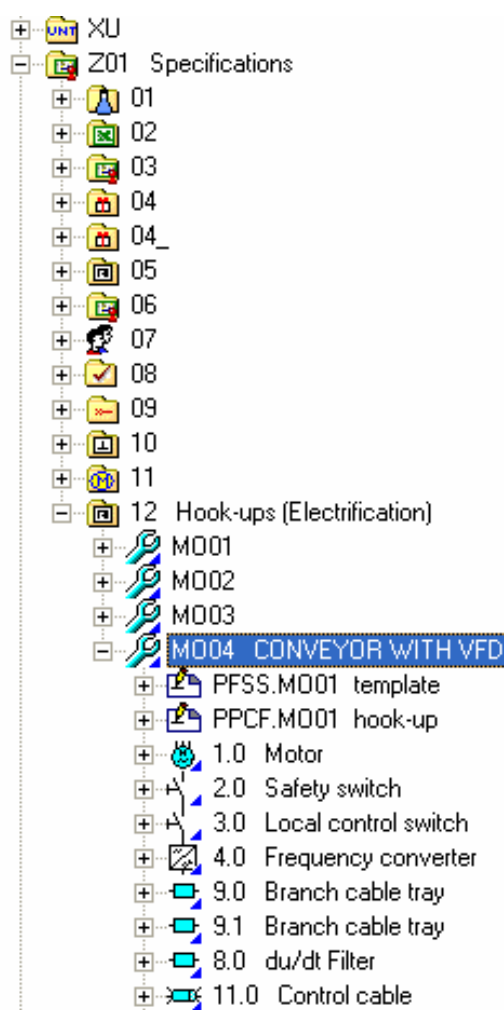 UNT XU
Z01 Specifications
01
02
03
04
04_
05
06
07
08
09
10
M 11
12 Hook-ups (Electrification)
MO01
MO02
MO03
MO04 CONVEYOR WITH VFD
PFSS.MO01 template
PPCF.MO01 hook-up
1.0 Motor
2.0 Safety switch
3.0 Local control switch
4.0 Frequency converter
9.0 Branch cable tray
9.1 Branch cable tray
8.0 du/dt Filter
11.0 Control cable